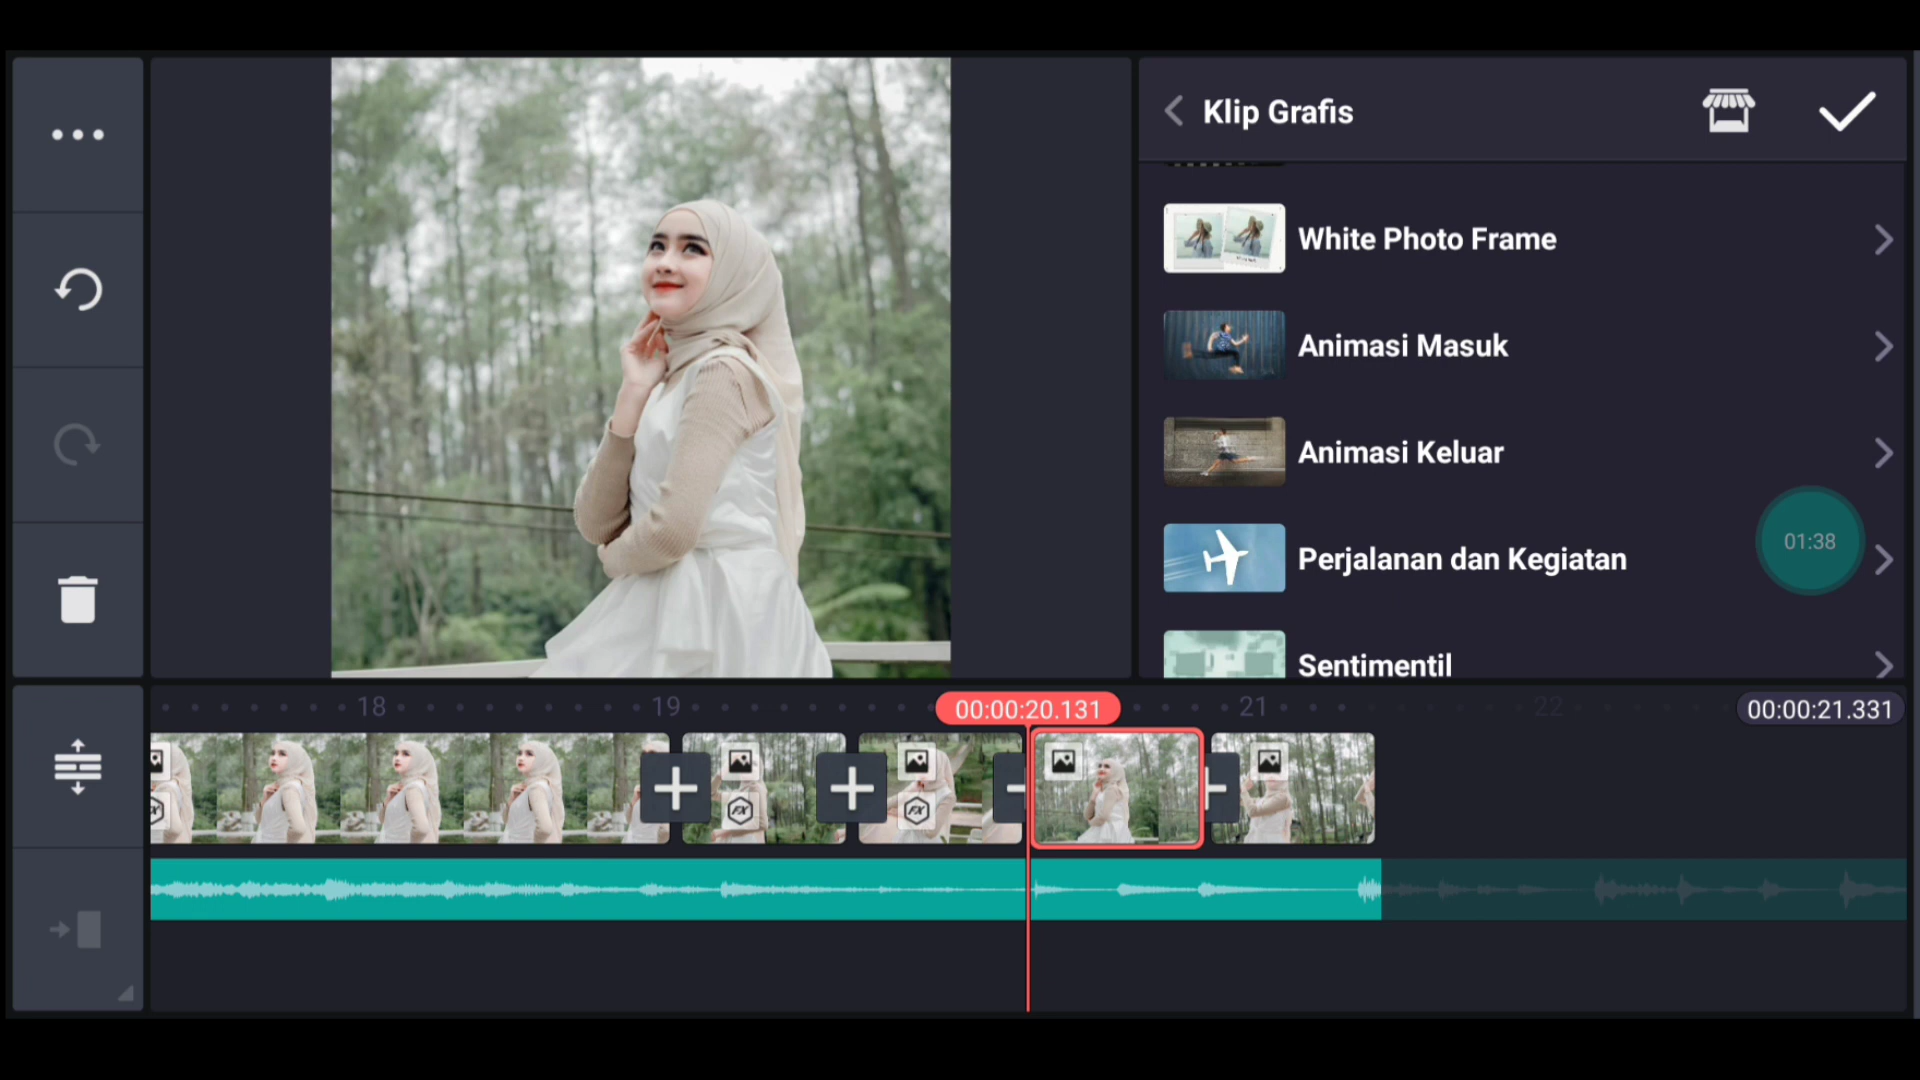 Klip Grafis
White Photo Frame
Animasi Masuk
Animasi Keluar
01:38
Perjalanan dan Kegiatan
Sentimentil
18
19
00:00:20.131
21
22
00:00:21.331